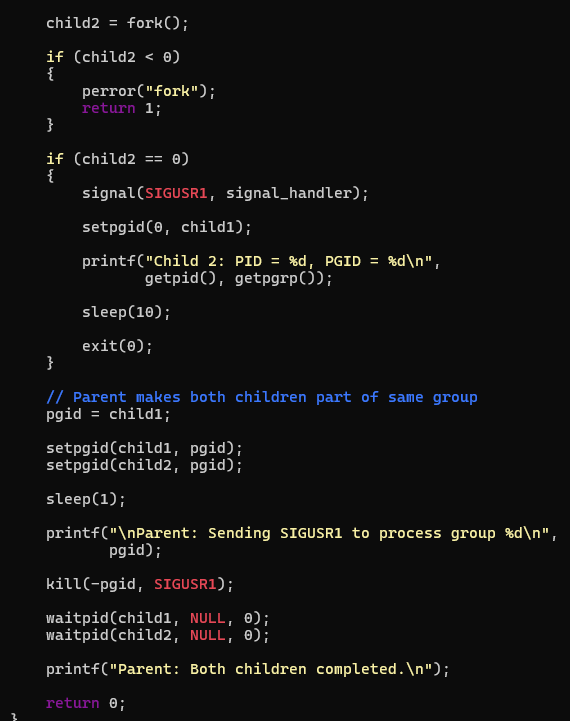 child2 = fork();
if (child2 < 0)
{
perror("fork");
return 1;
}
if (child2 == 0)
{
signal(SIGUSR1, signal_handler);
setpgid(0, child1);
printf("Child 2: PID = %d, PGID = %d\n",
getpid(), getpgrp());
sleep(10);
exit(0);
}
// Parent makes both children part of same group
pgid = child1;
setpgid(child1, pgid);
setpgid(child2, pgid);
sleep(1);
printf("\nParent: Sending SIGUSR1 to process group %d\n",
pgid);
kill(-pgid, SIGUSR1);
waitpid(child1, NULL, 0);
waitpid(child2, NULL, 0);
printf("Parent: Both children completed.\n");
return 0;
}